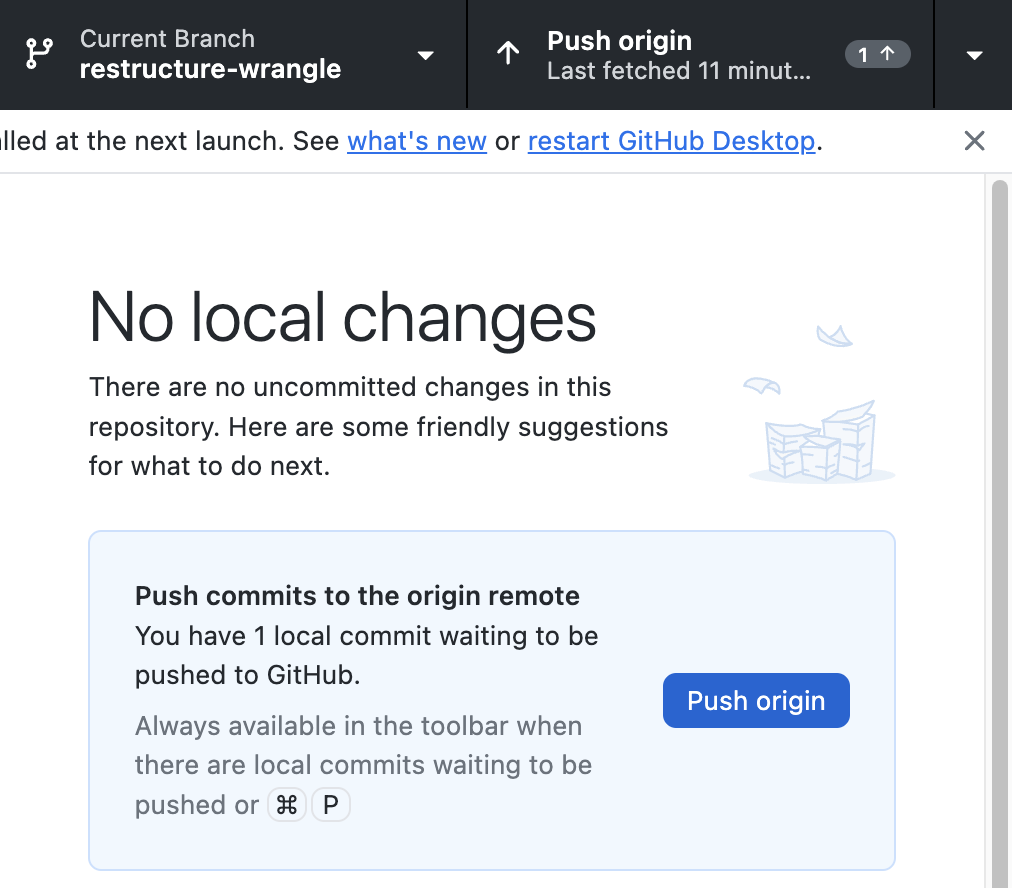 Current Branch
restructure-wrangle
Push origin
Last fetched 11 minut...
1
lled at the next launch. See what's new or restart GitHub Desktop.
No local changes
There are no uncommitted changes in this
repository. Here are some friendly suggestions
for what to do next.
Push commits to the origin remote
You have 1 local commit waiting to be
pushed to GitHub.
Push origin
Always available in the toolbar when
there are local commits waiting to be
pushed or ⌘ P